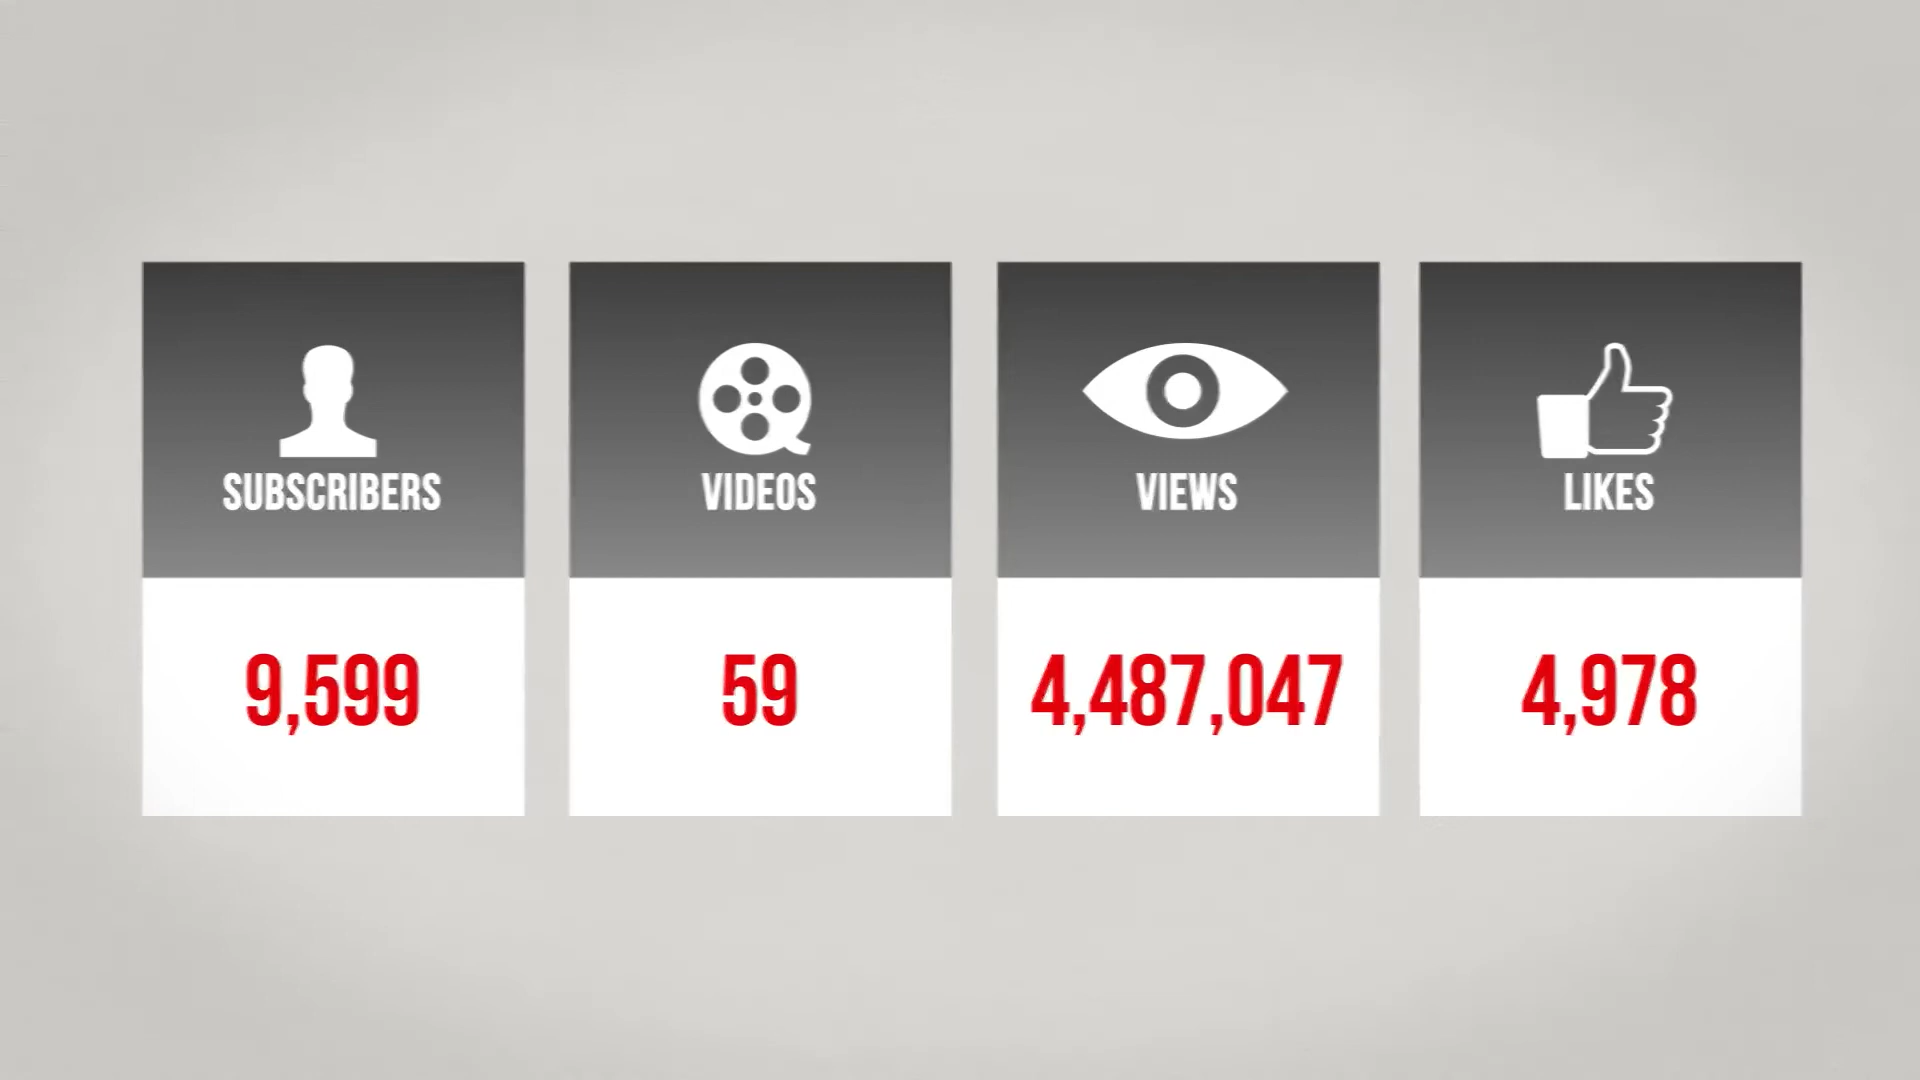 SUBSCRIBERS
VIDEOS
VIEWS
LIKES
9,599
59
4,487,047
4,978